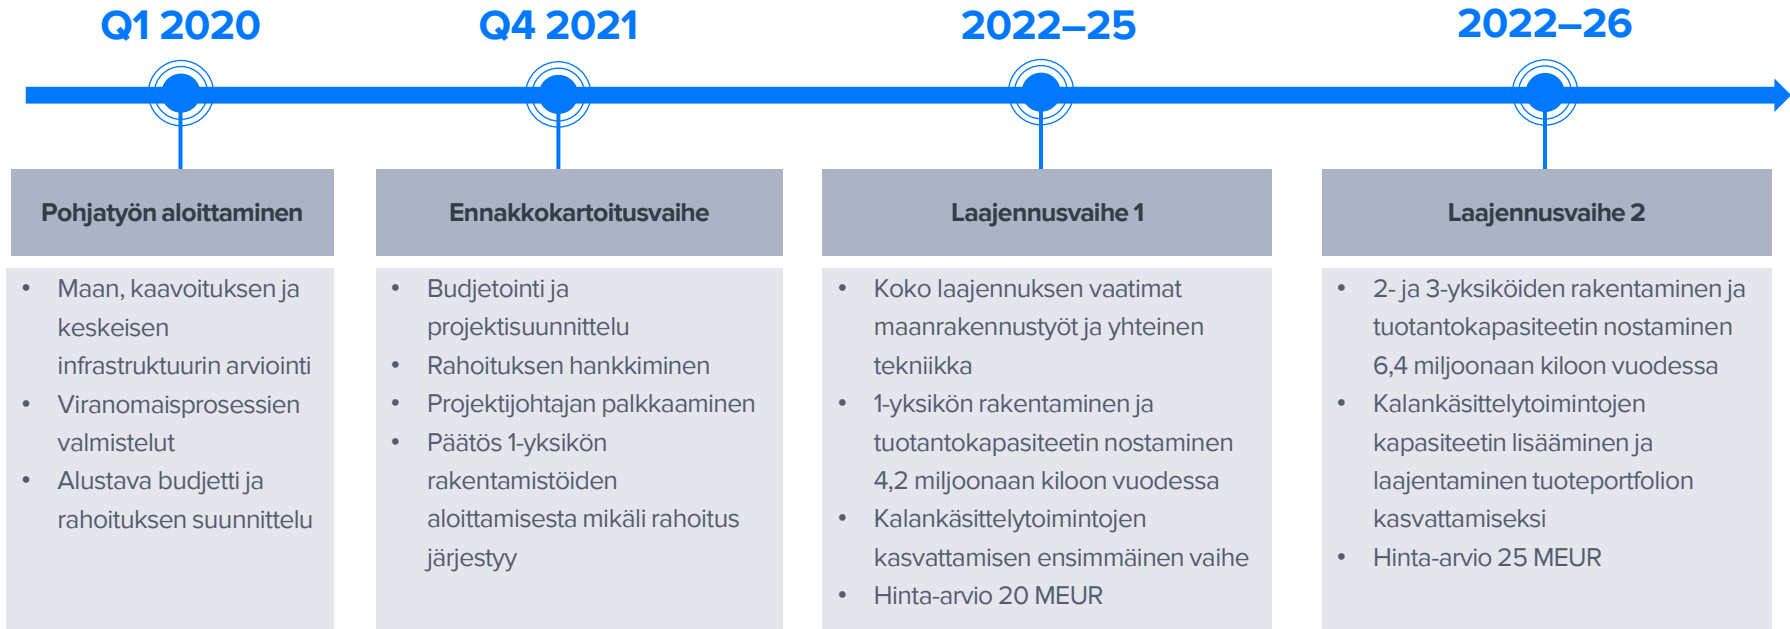 Q1 2020
Q4 2021
2022–25
2022–26
Pohjatyön aloittaminen
• Maan, kaavoituksen ja
keskeisen
infrastruktuurin arviointi
• Viranomaisprosessien
valmistelut
• Alustava budjetti ja
rahoituksen suunnittelu
Ennakkokartoitusvaihe
• Budjetointi ja
projektisuunnittelu
• Rahoituksen hankkiminen
• Projektijohtajan palkkaaminen
• Päätös 1-yksikön
rakentamistöiden
aloittamisesta mikäli rahoitus
järjestyy
Laajennusvaihe 1
• Koko laajennuksen vaatimat
maanrakennustyöt ja yhteinen
tekniikka
• 1-yksikön rakentaminen ja
tuotantokapasiteetin nostaminen
4,2 miljoonaan kiloon vuodessa
• Kalankäsittelytoimintojen
kasvattamisen ensimmäinen vaihe
• Hinta-arvio 20 MEUR
Laajennusvaihe 2
• 2- ja 3-yksiköiden rakentaminen ja
tuotantokapasiteetin nostaminen
6,4 miljoonaan kiloon vuodessa
• Kalankäsittelytoimintojen
kapasiteetin lisääminen ja
laajentaminen tuoteportfolion
kasvattamiseksi
• Hinta-arvio 25 MEUR